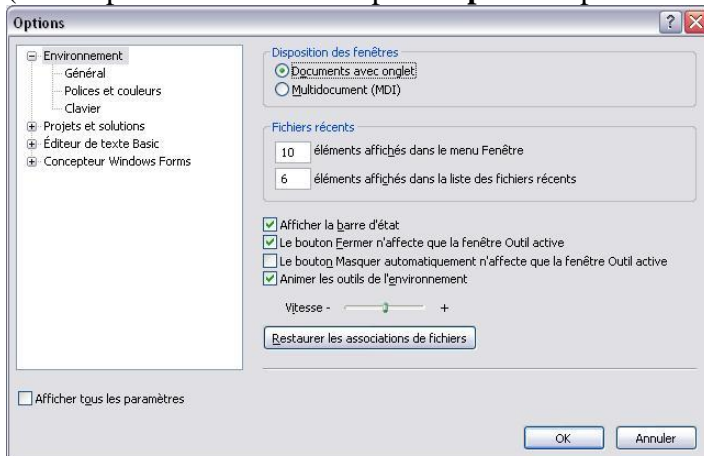 Options
Environnement
Général
Polices et couleurs
Clavier
Projets et solutions
Éditeur de texte Basic
Concepteur Windows Forms
Afficher tous les paramètres
Disposition des fenêtres
Documents avec onglet
Multidocument (MDI)
Fichiers récents
10 éléments affichés dans le menu Fenêtre
6 éléments affichés dans la liste des fichiers récents
Afficher la barre d'état
Le bouton Fermer n'affecte que la fenêtre Outil active
Le bouton Masquer automatiquement n'affecte que la fenêtre Outil active
Animer les outils de l'environnement
Vitesse - +
Restaurer les associations de fichiers
OK Annuler